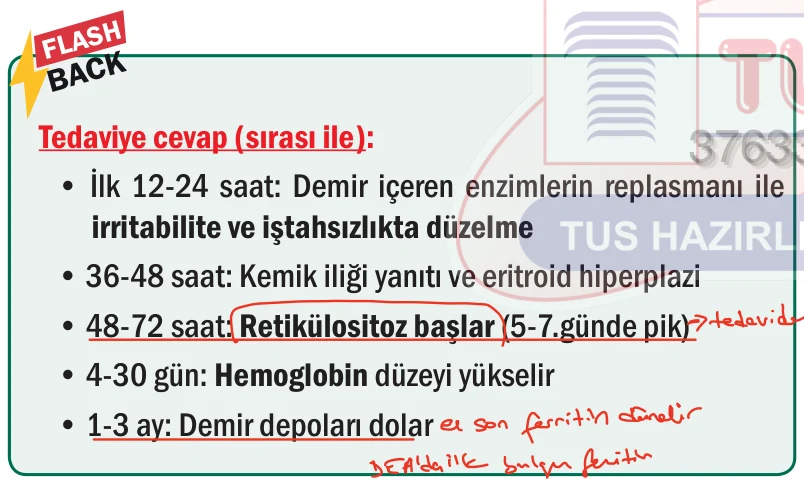 FLASH
BACK
TU
37633
Tedaviye cevap (sırası ile):
• İlk 12-24 saat: Demir içeren enzimlerin replasmanı ile
irritabilite ve iştahsızlıkta düzelme
TUS HAZIRL
• 36-48 saat: Kemik iliği yanıtı ve eritroid hiperplazi
• 48-72 saat: Retikülositoz başlar (5-7.günde pik) → tedavide
• 4-30 gün: Hemoglobin düzeyi yükselir
• 1-3 ay: Demir depoları dolar en son ferritin düzelir
DEA'da ilk bulgu ferritin